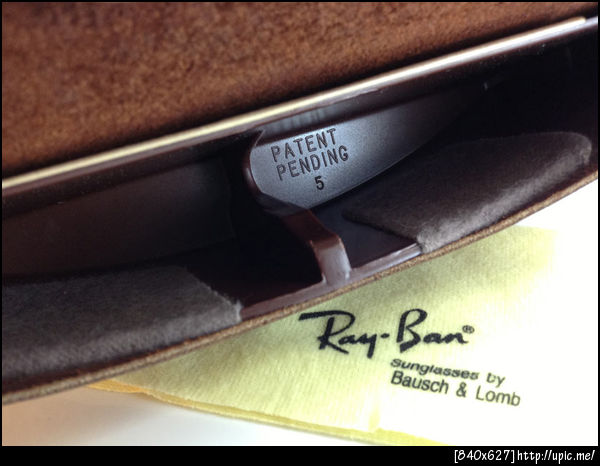 PATENT
PENDING
5
Ray-Ban®
Sunglasses by
Bausch & Lomb
[840x627]http://upic.me/